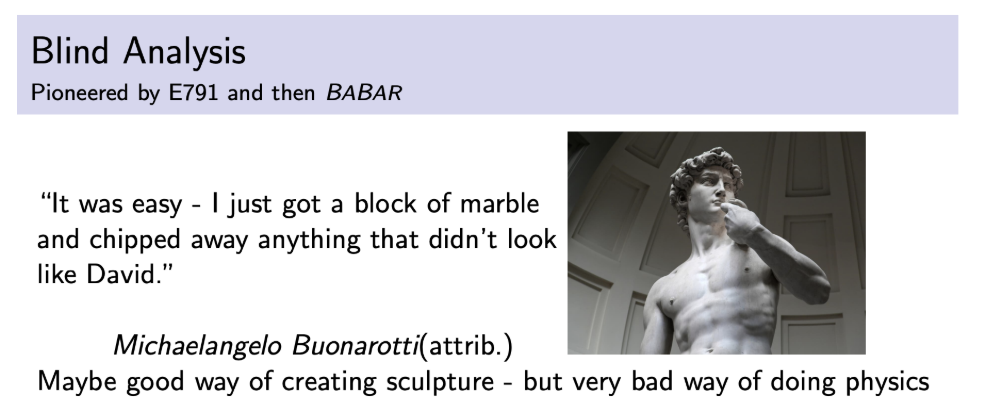 Blind Analysis
Pioneered by E791 and then BABAR
“It was easy - I just got a block of marble
and chipped away anything that didn’t look
like David.”
Michaelangelo Buonarotti(attrib.)
Maybe good way of creating sculpture - but very bad way of doing physics